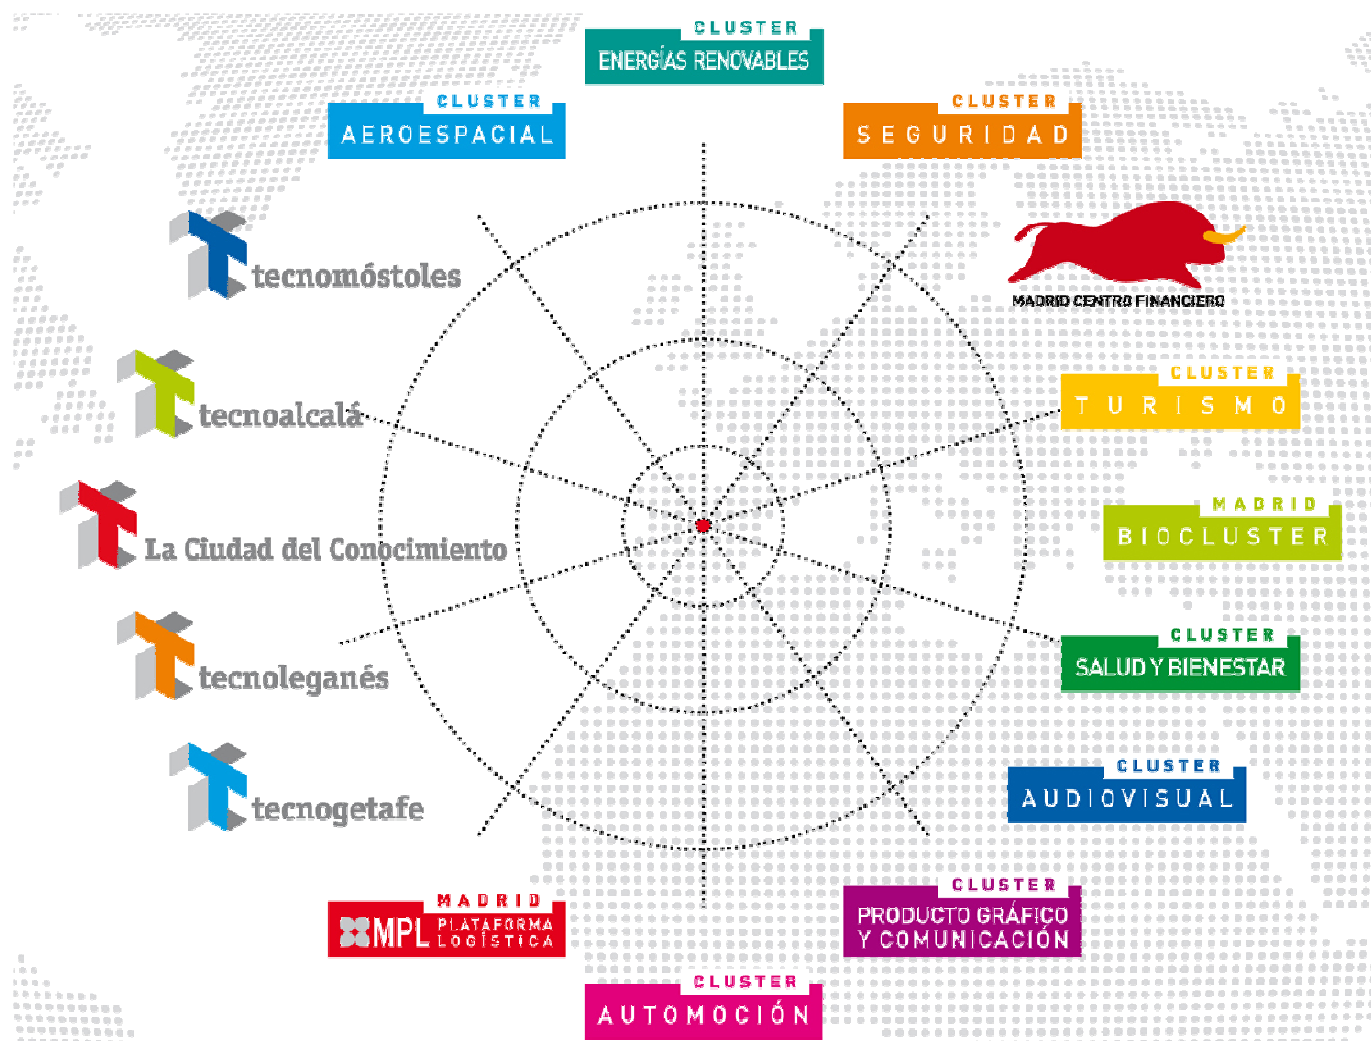 CLUSTER
ENERGÍAS RENOVABLES
CLUSTER
AEROESPACIAL
CLUSTER
SEGURIDAD
tecnomóstoles
MADRID CENTRO FINANCIERO
CLUSTER
TURISMO
tecnoalcalá
MADRID
BIOCLUSTER
La Ciudad del Conocimiento
CLUSTER
SALUD Y BIENESTAR
tecnoleganés
CLUSTER
AUDIOVISUAL
tecnogetafe
CLUSTER
PRODUCTO GRÁFICO
Y COMUNICACIÓN
MADRID
MPL PLATAFORMA
LOGÍSTICA
CLUSTER
AUTOMOCIÓN